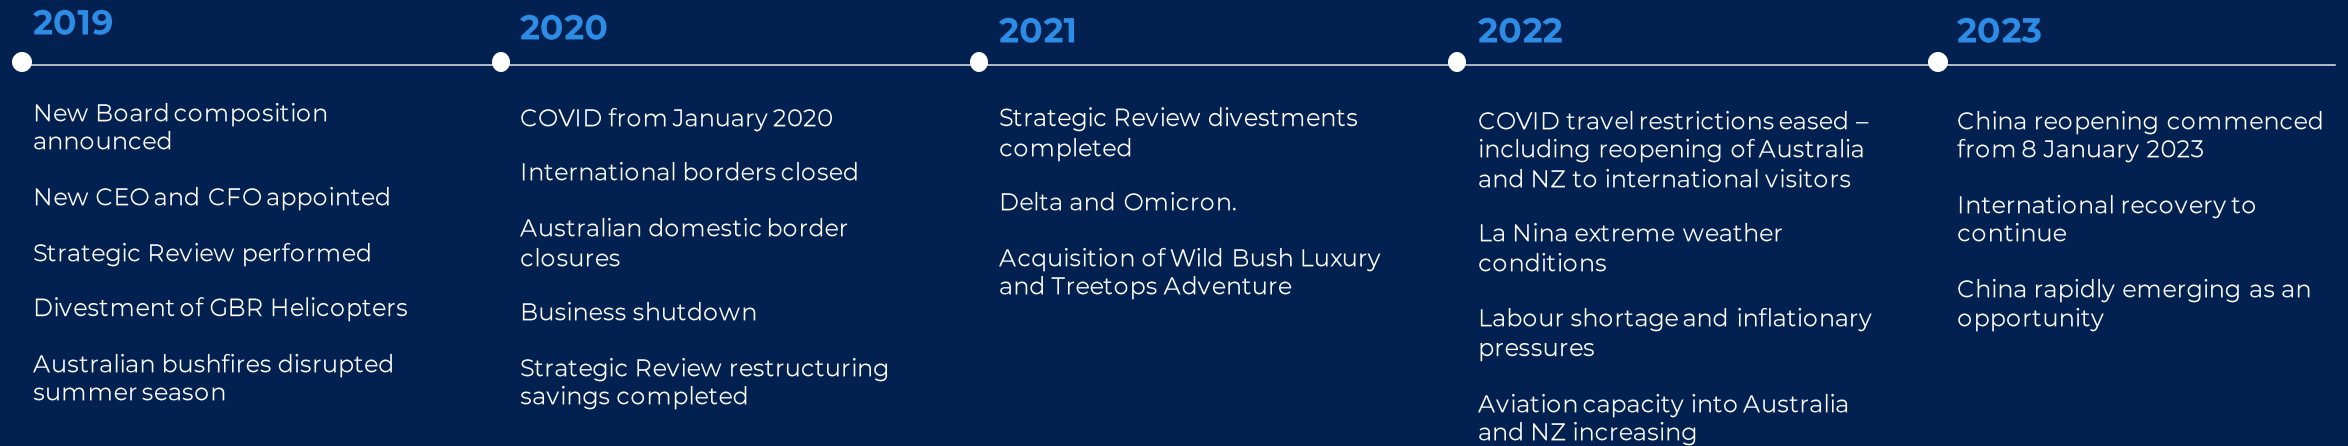 2019
New Board composition
announced
New CEO and CFO appointed
Strategic Review performed
Divestment of GBR Helicopters
Australian bushfires disrupted
summer season
2020
COVID from January 2020
International borders closed
Australian domestic border
closures
Business shutdown
Strategic Review restructuring
savings completed
2021
Strategic Review divestments
completed
Delta and Omicron.
Acquisition of Wild Bush Luxury
and Treetops Adventure
2022
COVID travel restrictions eased –
including reopening of Australia
and NZ to international visitors
La Nina extreme weather
conditions
Labour shortage and inflationary
pressures
Aviation capacity into Australia
and NZ increasing
2023
China reopening commenced
from 8 January 2023
International recovery to
continue
China rapidly emerging as an
opportunity